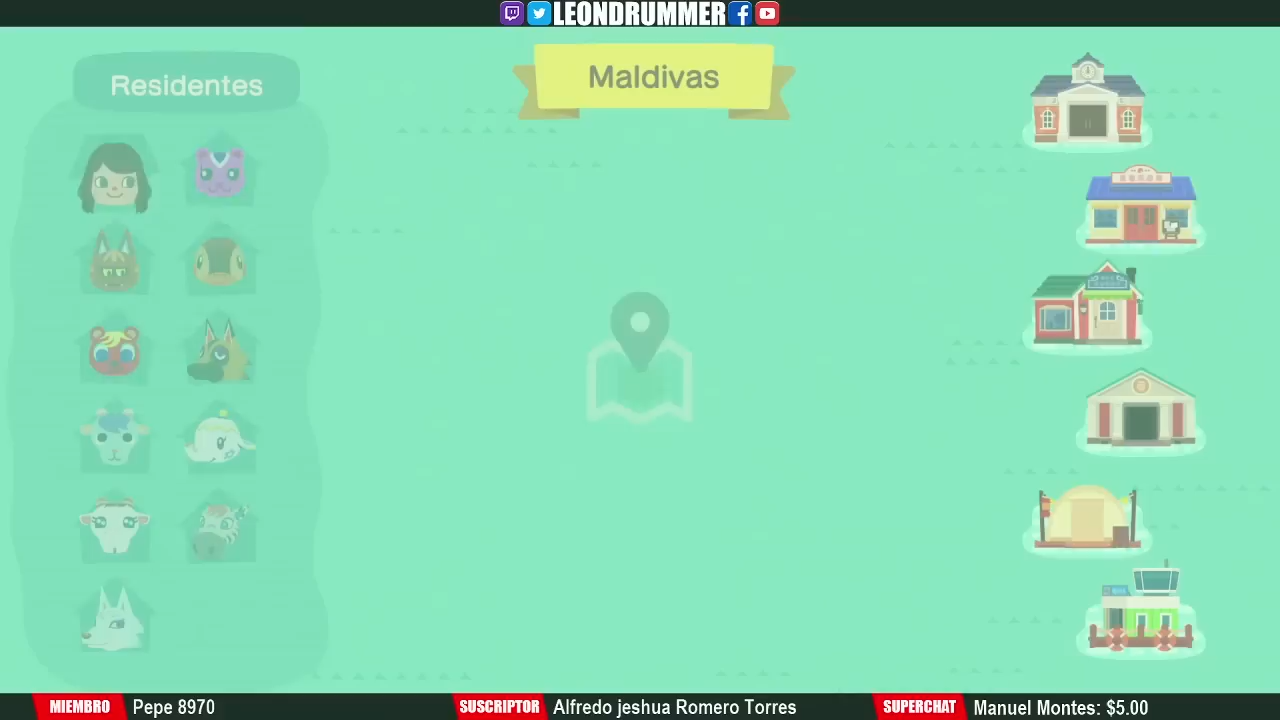 LEONDRUMMER
Residentes
Maldivas
MIEMBRO Pepe 8970
SUSCRIPTOR Alfredo jeshua Romero Torres
SUPERCHAT Manuel Montes: $5.00